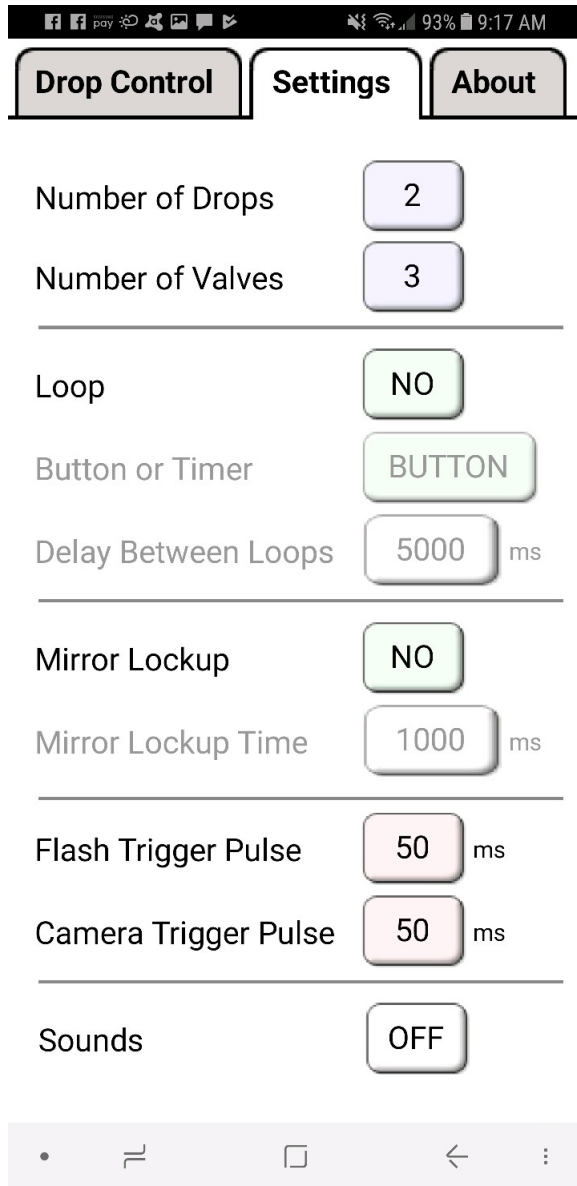 pay 93% 9:17 AM
Drop Control Settings About
Number of Drops 2
Number of Valves 3
Loop NO
Button or Timer BUTTON
Delay Between Loops 5000 ms
Mirror Lockup NO
Mirror Lockup Time 1000 ms
Flash Trigger Pulse 50 ms
Camera Trigger Pulse 50 ms
Sounds OFF